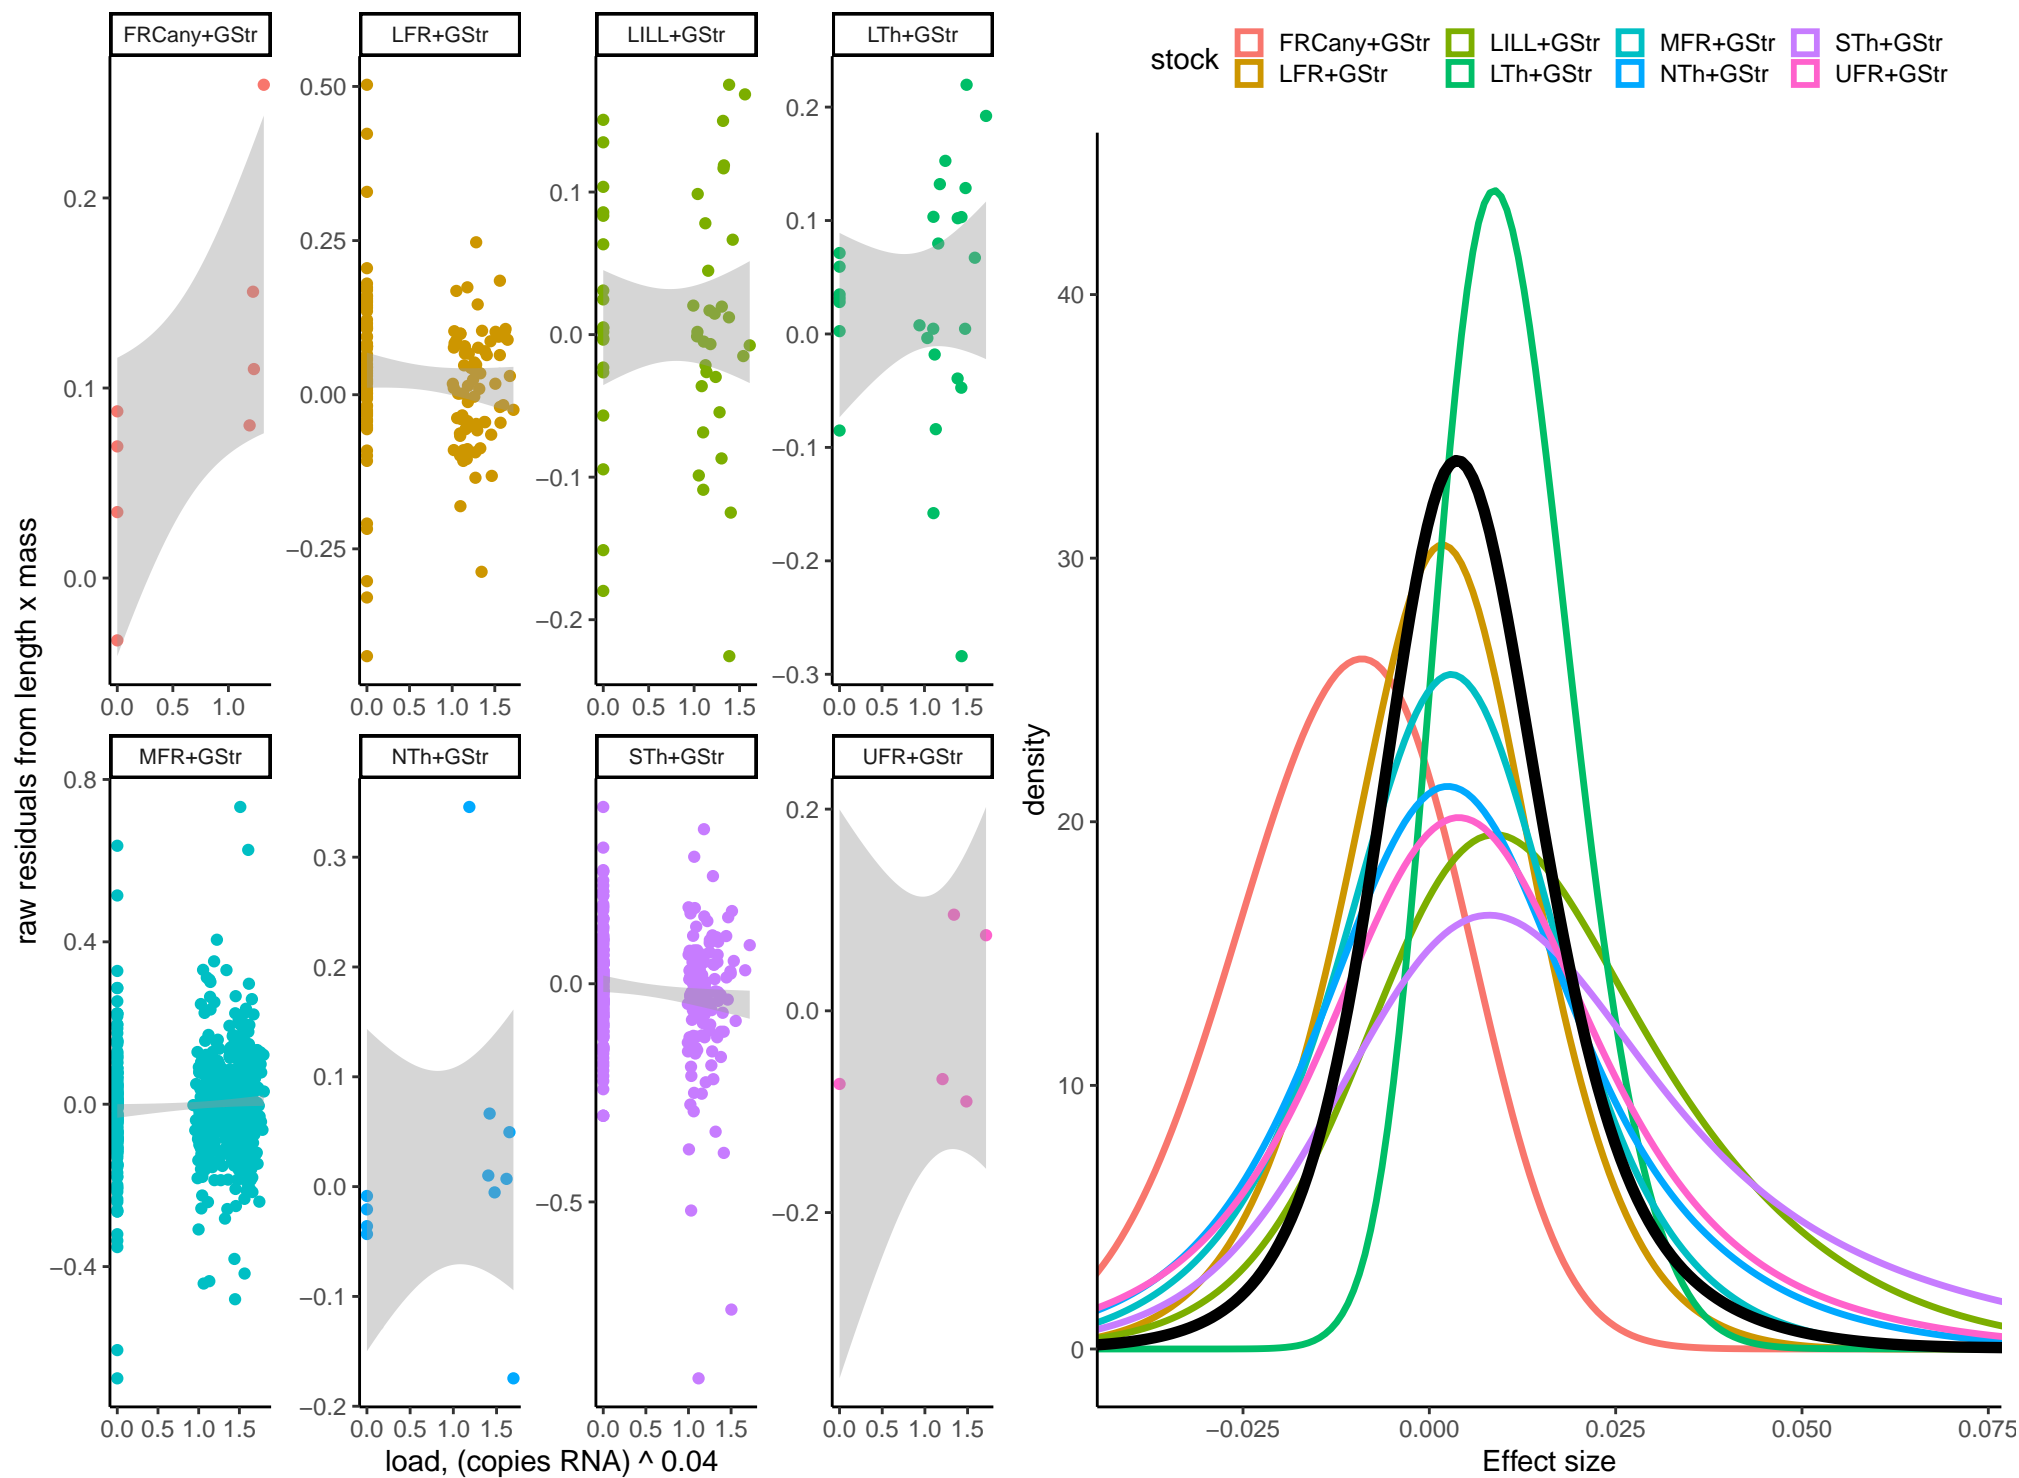 FRCany+GStr LFR+GStr LILL+GStr LTh+GStr
0.2
0.1
0.0
0.50
0.25
0.00
−0.25
0.1
0.0
−0.1
−0.2
0.2
0.1
0.0
−0.1
−0.2
−0.3
0.0 0.5 1.0
0.0 0.5 1.0 1.5
0.0 0.5 1.0 1.5
0.0 0.5 1.0 1.5
MFR+GStr NTh+GStr STh+GStr UFR+GStr
0.8
0.4
0.0
−0.4
0.3
0.2
0.1
0.0
−0.1
−0.2
0.0
−0.5
0.2
0.0
−0.2
0.0 0.5 1.0 1.5
0.0 0.5 1.0 1.5
0.0 0.5 1.0 1.5
0.0 0.5 1.0 1.5
raw residuals from length x mass
load, (copies RNA) ^ 0.04
stock
FRCany+GStr LILL+GStr MFR+GStr STh+GStr
LFR+GStr LTh+GStr NTh+GStr UFR+GStr
40
30
20
10
0
density
−0.025 0.000 0.025 0.050 0.075
Effect size